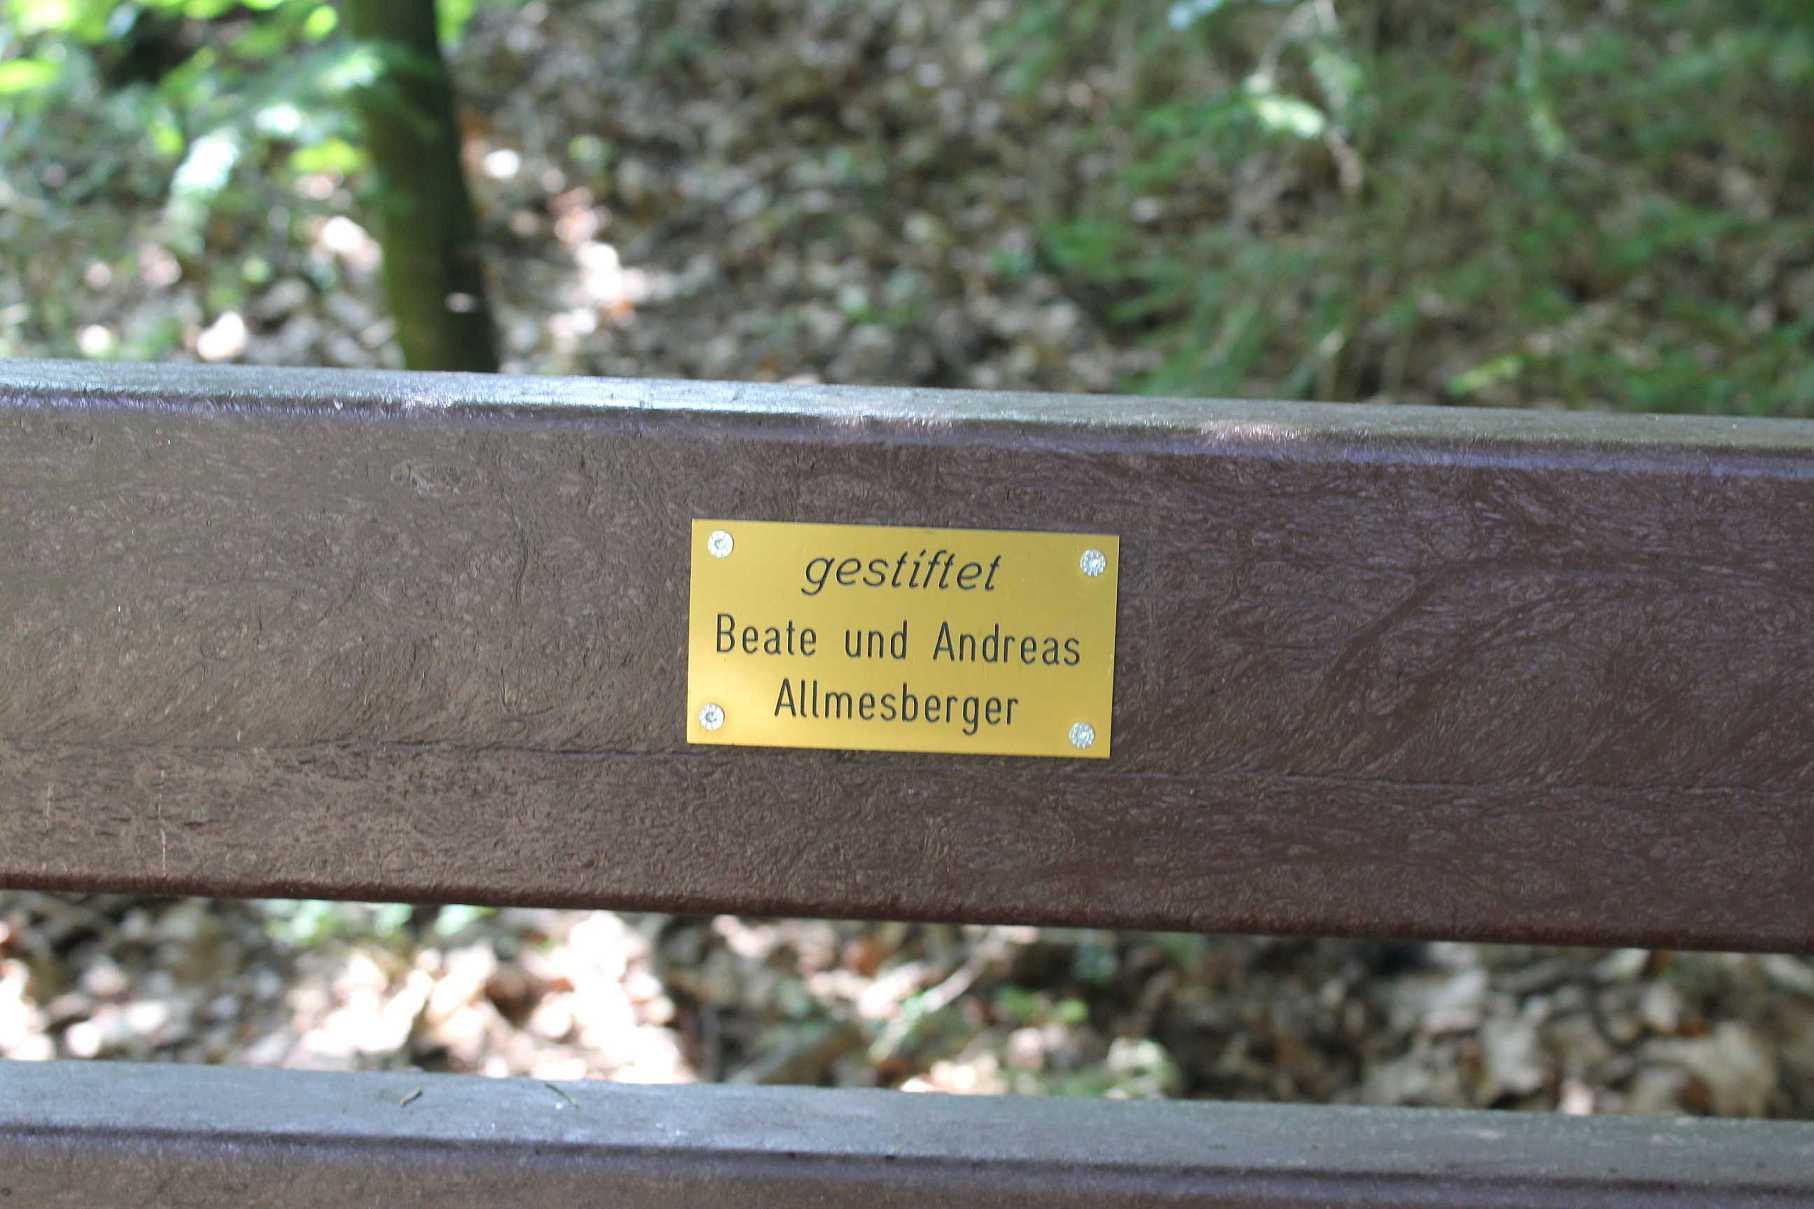 gestiftet
Beate und Andreas
Allmesberger